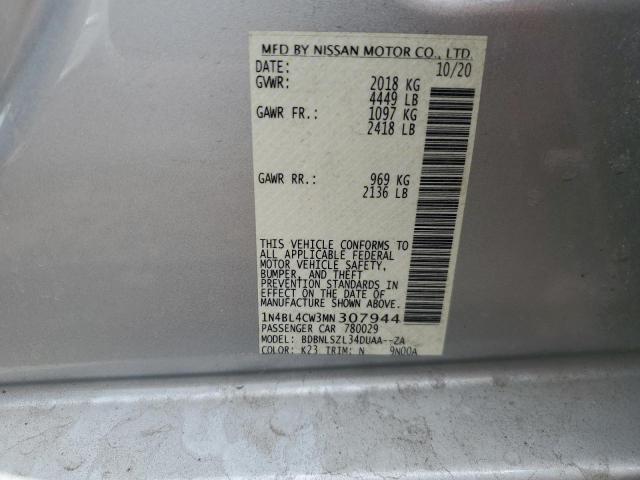 MFD BY NISSAN MOTOR CO., LTD.
DATE: 10/20
GVWR: 2018 KG
4449 LB
GAWR FR.: 1097 KG
2418 LB
GAWR RR.: 969 KG
2136 LB
THIS VEHICLE CONFORMS TO
ALL APPLICABLE FEDERAL
MOTOR VEHICLE SAFETY,
BUMPER, AND THEFT
PREVENTION STANDARDS IN
EFFECT ON THE DATE OF
MANUFACTURE SHOWN ABOVE.
1N4BL4CW3MN307944
PASSENGER CAR 780029
MODEL: BDBNLSZL34DUAA--ZA
COLOR: K23 TRIM: N 9N00A